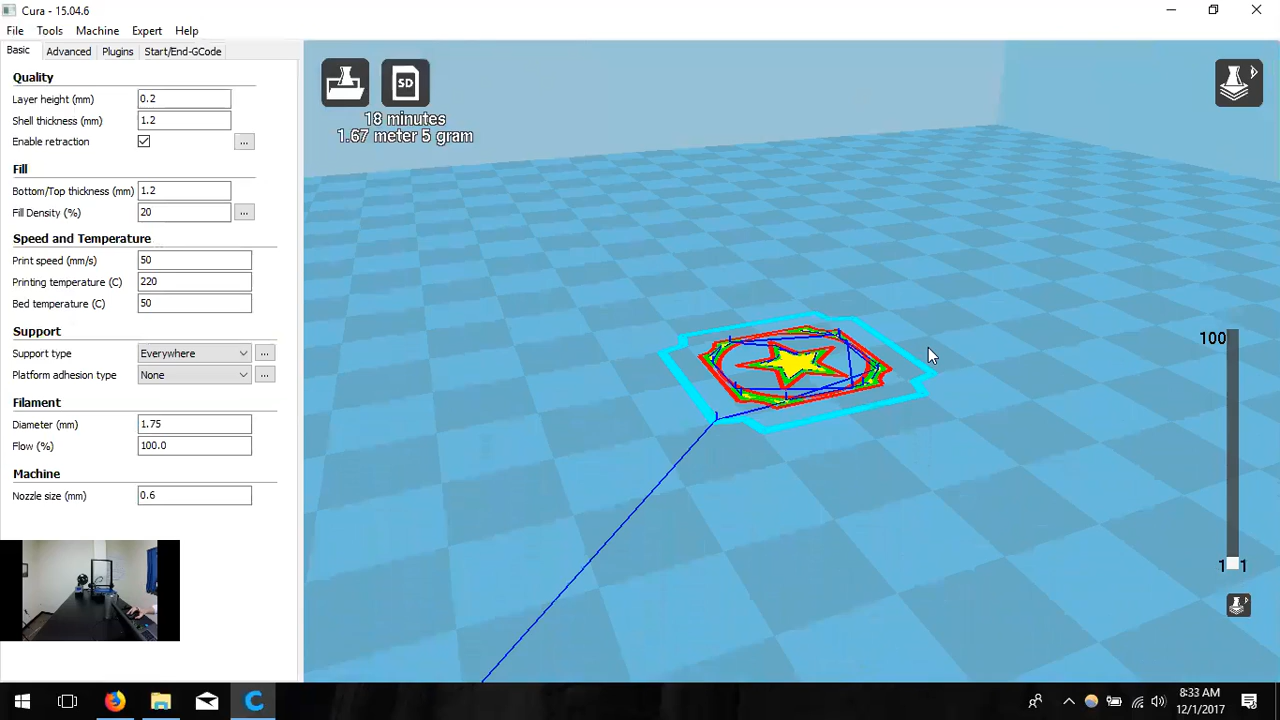 Cura - 15.04.6
File Tools Machine Expert Help
Basic Advanced Plugins Start/End-GCode
Quality
Layer height (mm) 0.2
Shell thickness (mm) 1.2
Enable retraction ...
Fill
Bottom/Top thickness (mm) 1.2
Fill Density (%) 20 ...
Speed and Temperature
Print speed (mm/s) 50
Printing temperature (C) 220
Bed temperature (C) 50
Support
Support type Everywhere ...
Platform adhesion type None ...
Filament
Diameter (mm) 1.75
Flow (%) 100.0
Machine
Nozzle size (mm) 0.6
SD
18 minutes
1.67 meter 5 gram
100
1 1
8:33 AM
12/1/2017